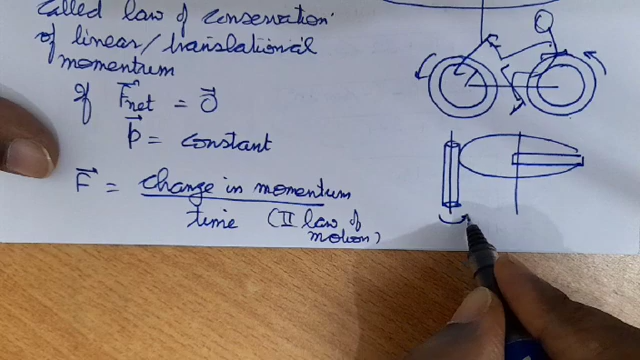 called law of conservation
of linear/translational
momentum
If F⃗net = 0⃗
p⃗ = constant
F⃗ = change in momentum
time (II law of
motion)